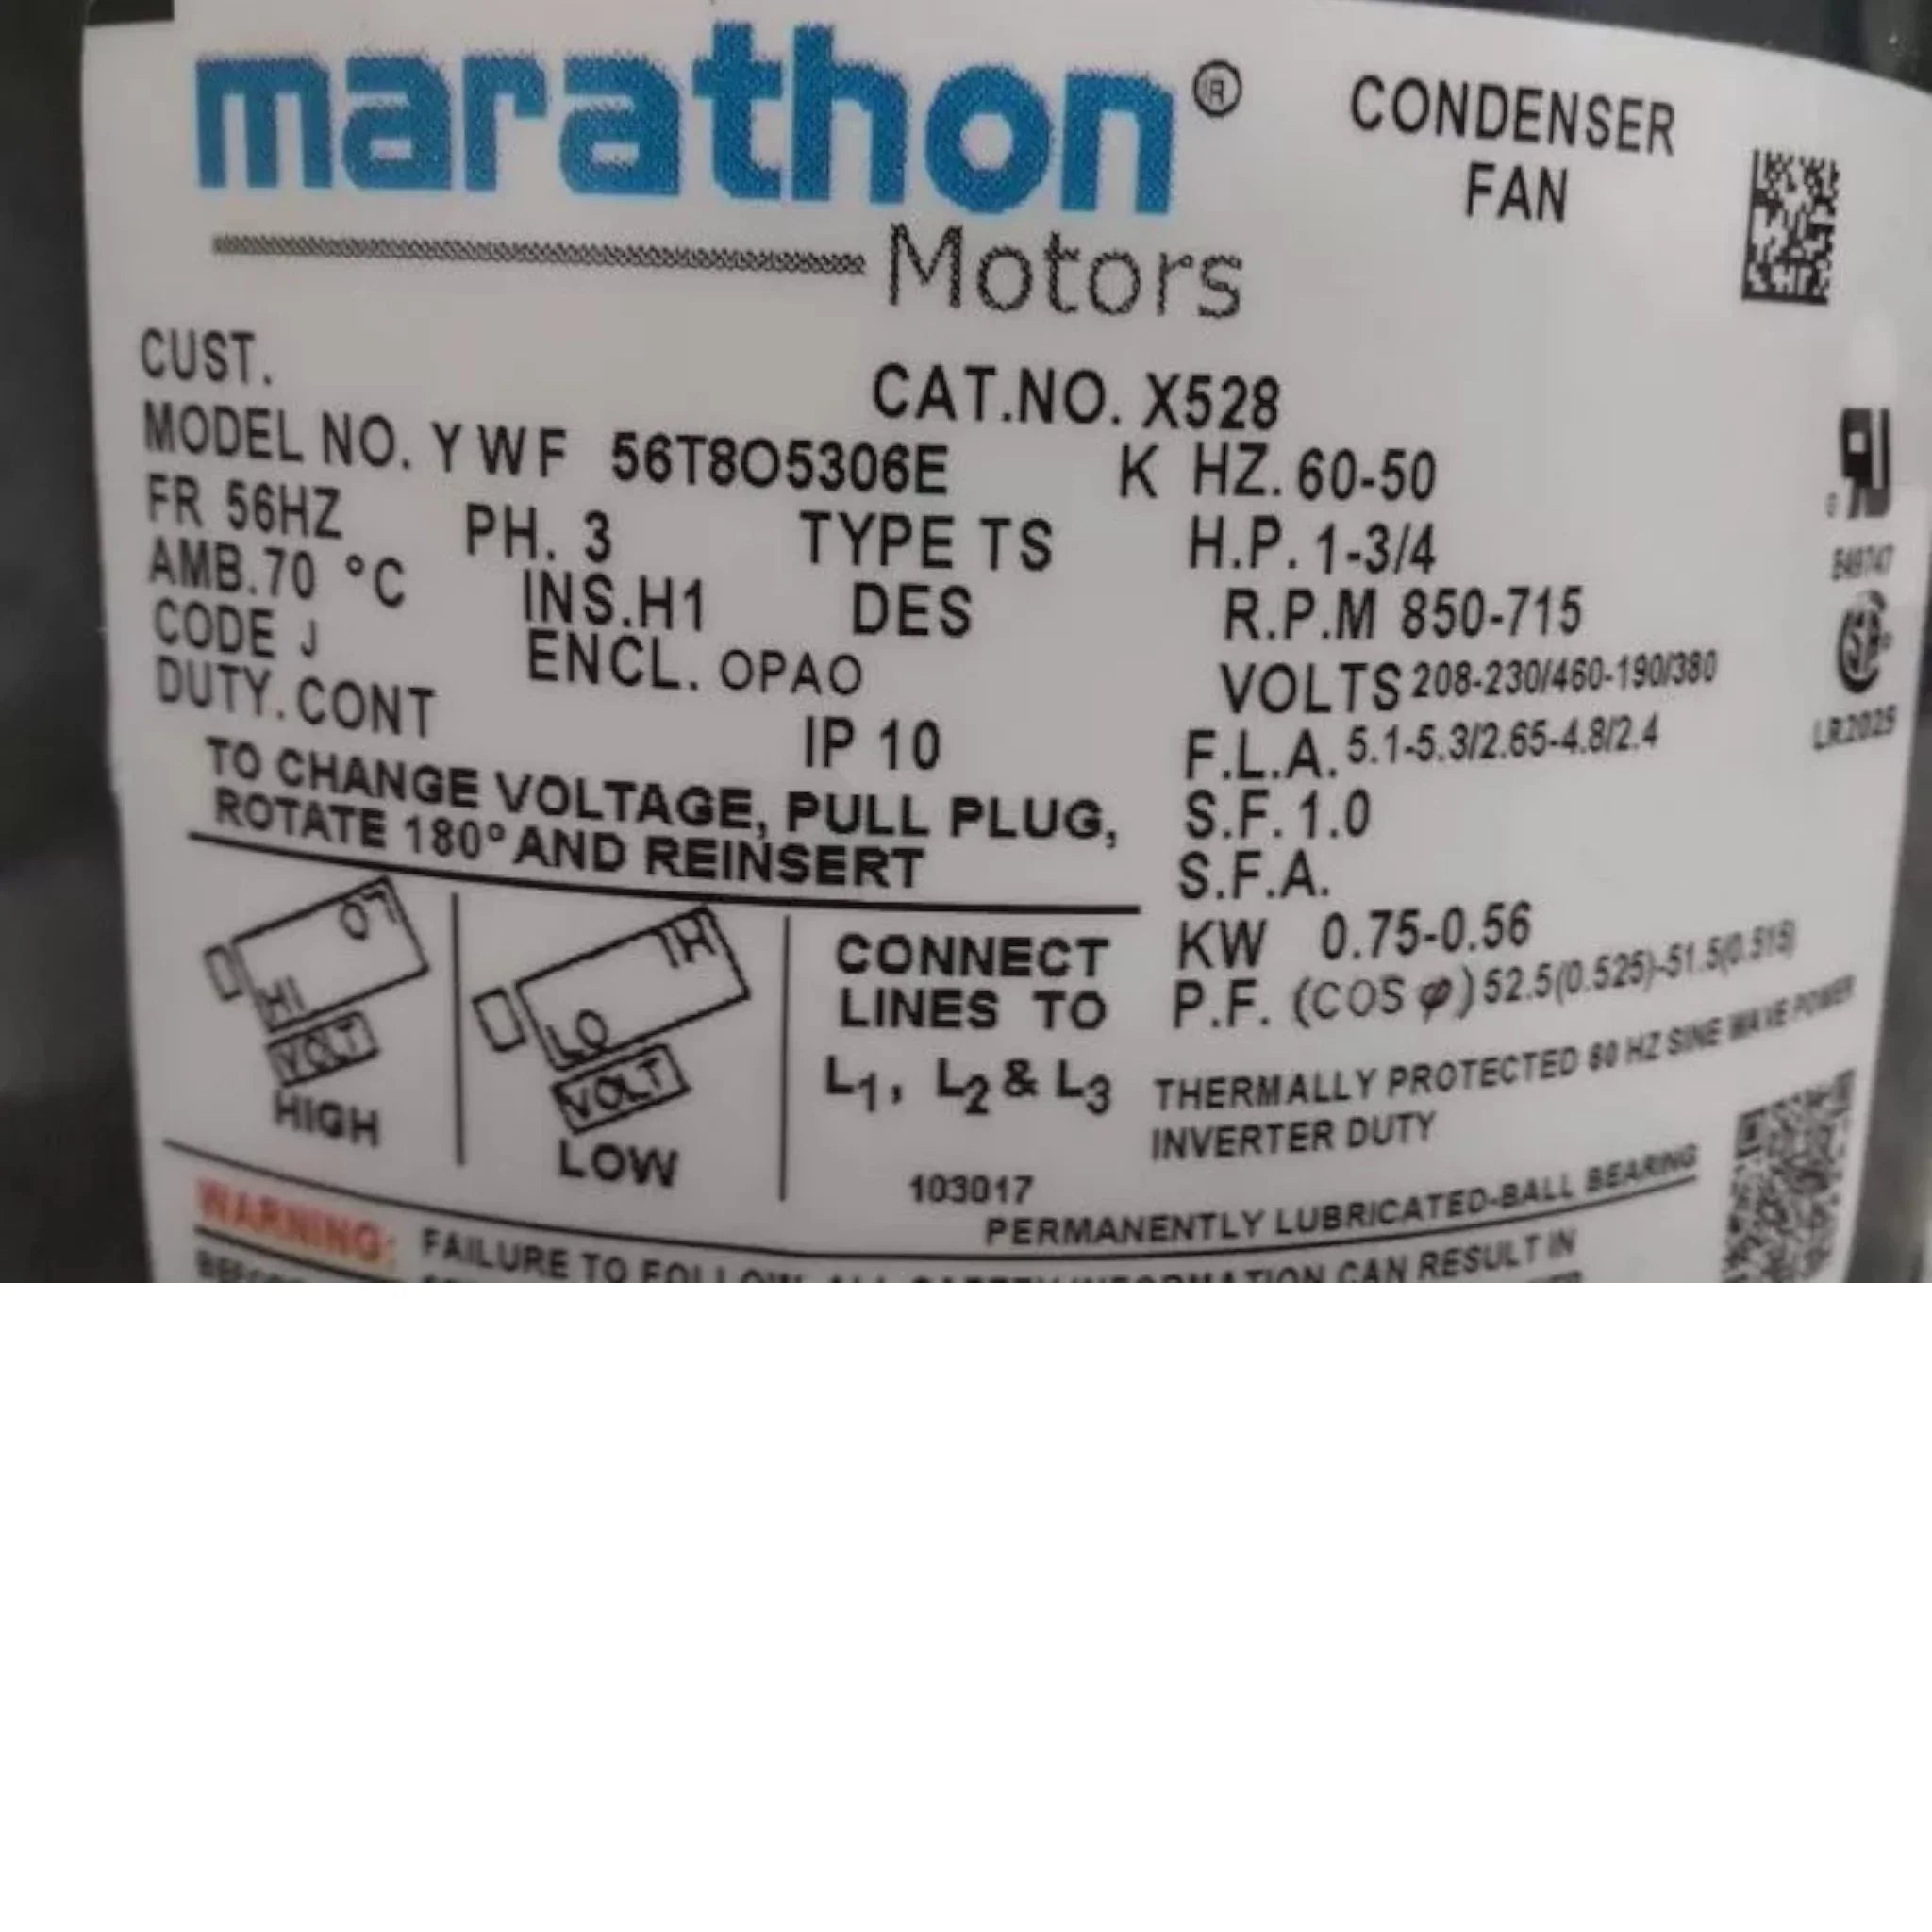 marathon®
Motors
CONDENSER
FAN
CUST.
CAT.NO. X528
MODEL NO. YWF 56T8O5306E K HZ. 60-50
FR 56HZ PH. 3 TYPE TS H.P. 1-3/4
AMB.70 °C INS.H1 DES R.P.M 850-715
CODE J ENCL. OPAO VOLTS 208-230/460-190/380
DUTY. CONT IP 10 F.L.A. 5.1-5.3/2.65-4.8/2.4
TO CHANGE VOLTAGE, PULL PLUG,
ROTATE 180° AND REINSERT
S.F. 1.0
S.F.A.
KW 0.75-0.56
P.F. (COS φ) 52.5(0.525)-51.5(0.515)
LO
HI
VOLT
HIGH
HI
LO
VOLT
LOW
CONNECT
LINES TO
L1, L2 & L3
THERMALLY PROTECTED 60 HZ SINE WAVE POWER
INVERTER DUTY
103017
PERMANENTLY LUBRICATED-BALL BEARING
WARNING: FAILURE TO FOLLOW ALL SAFETY INFORMATION CAN RESULT IN
LR2025